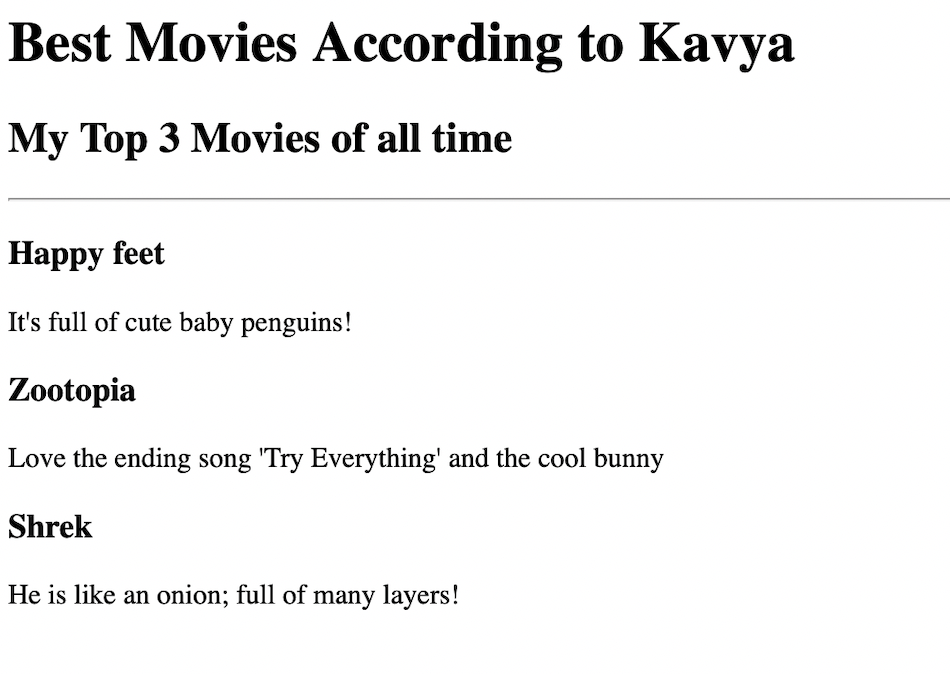 Best Movies According to Kavya
My Top 3 Movies of all time
Happy feet
It's full of cute baby penguins!
Zootopia
Love the ending song 'Try Everything' and the cool bunny
Shrek
He is like an onion; full of many layers!